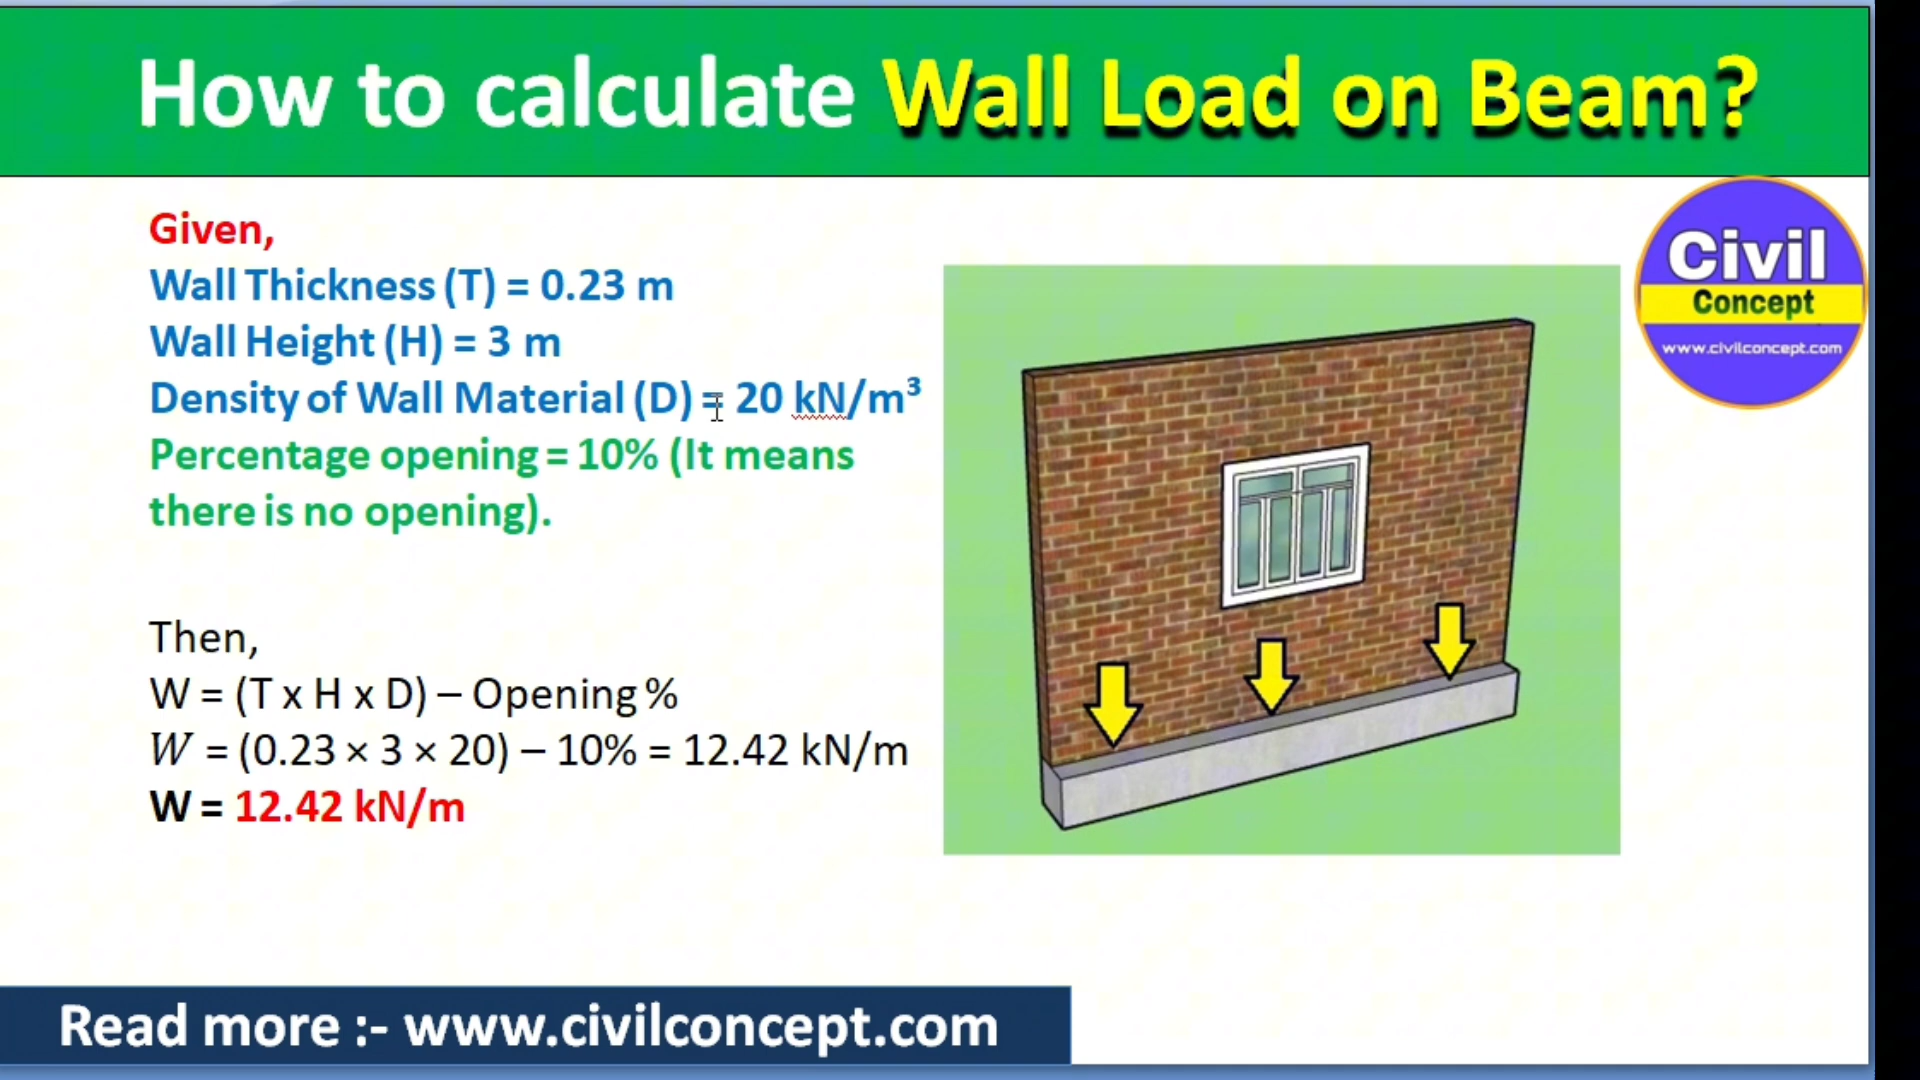 How to calculate Wall Load on Beam?
Given,
Wall Thickness (T) = 0.23 m
Wall Height (H) = 3 m
Density of Wall Material (D) = 20 kN/m³
Percentage opening = 10% (It means
there is no opening).
Then,
W = (T x H x D) – Opening %
W = (0.23 × 3 × 20) – 10% = 12.42 kN/m
W = 12.42 kN/m
Civil
Concept
www.civilconcept.com
Read more :- www.civilconcept.com